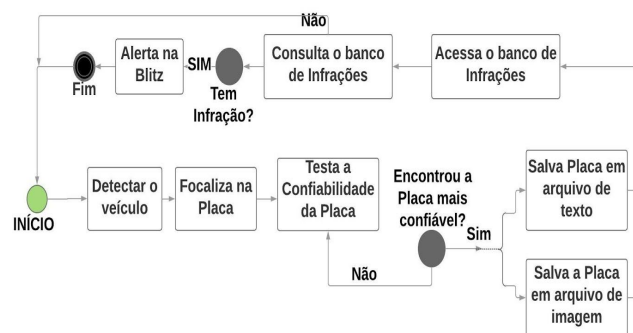 Não
Alerta na
Blitz
SIM
Fim
Tem
Infração?
Consulta o banco
de Infrações
Acessa o banco de
Infrações
INÍCIO
Detectar o
veículo
Focaliza na
Placa
Testa a
Confiabilidade
da Placa
Encontrou a
Placa mais
confiável?
Sim
Não
Salva Placa em
arquivo de
texto
Salva a Placa
em arquivo de
imagem